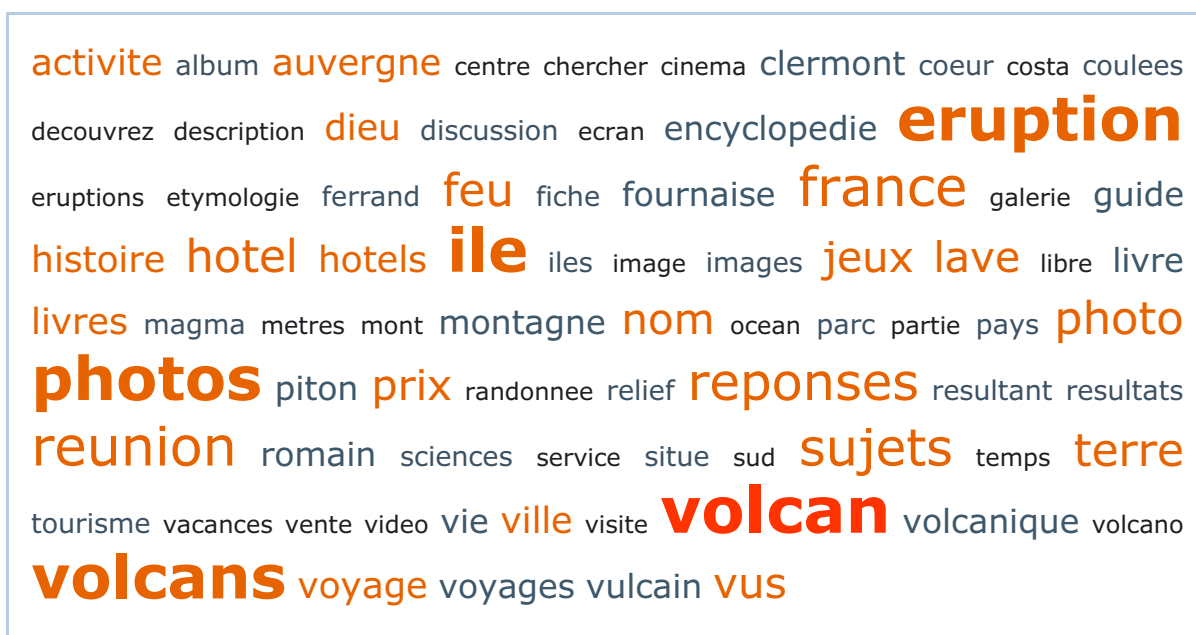 activite album auvergne centre chercher cinema clermont coeur costa coulees
decouvrez description dieu discussion ecran encyclopedie eruption
eruptions etymologie ferrand feu fiche fournaise france galerie guide
histoire hotel hotels ile iles image images jeux lave libre livre
livres magma metres mont montagne nom ocean parc partie pays photo
photos piton prix randonnee relief reponses resultant resultats
reunion romain sciences service situe sud sujets temps terre
tourisme vacances vente video vie ville visite volcan volcanique volcano
volcans voyage voyages vulcain vus